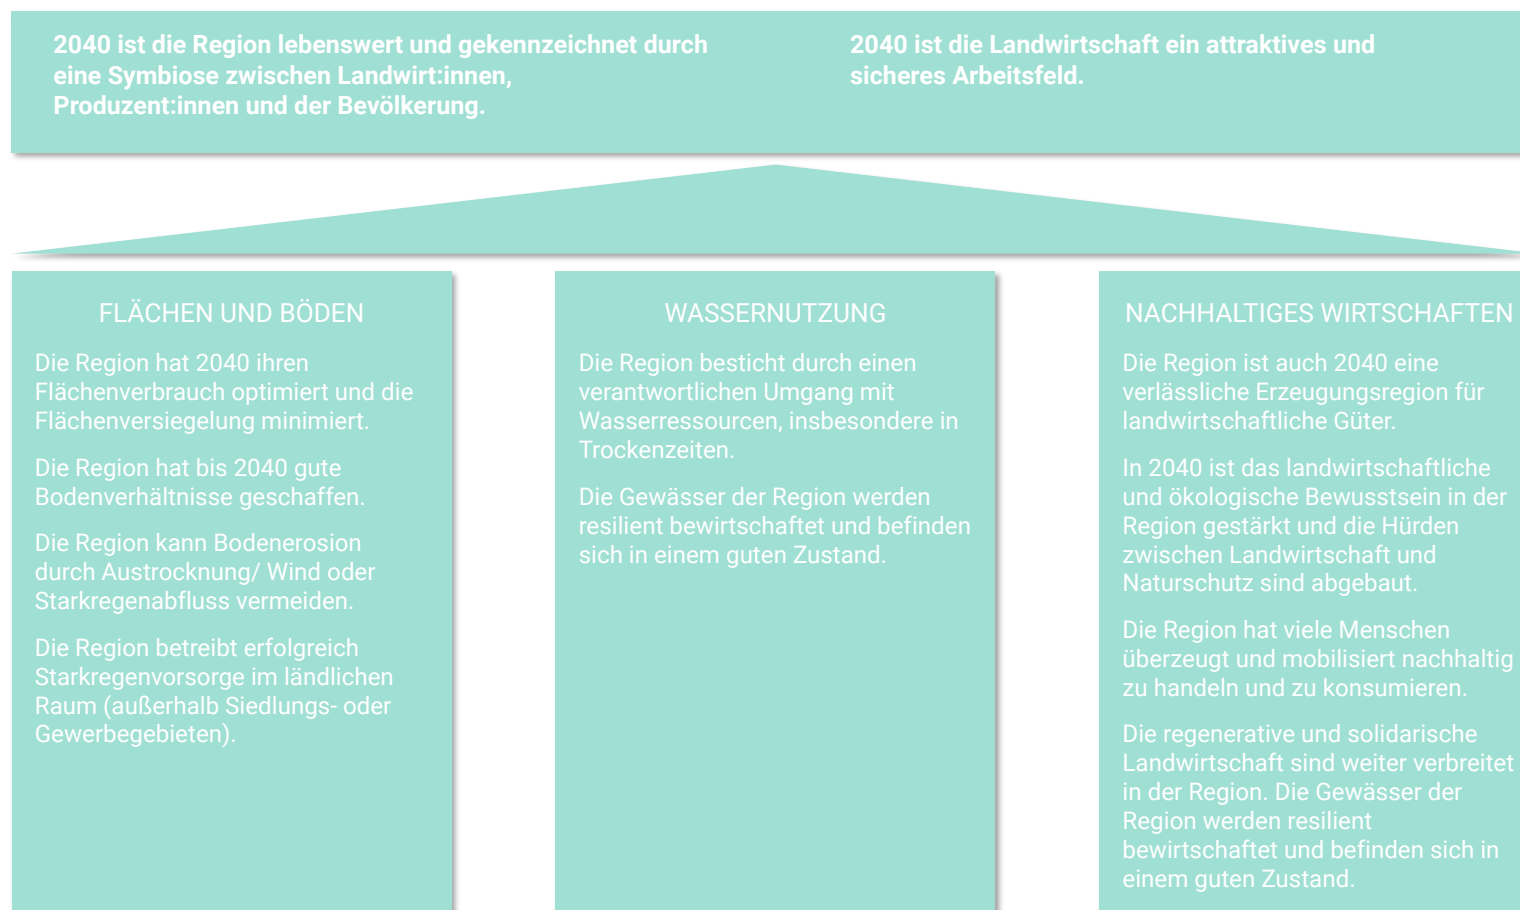 2040 ist die Region lebenswert und gekennzeichnet durch
eine Symbiose zwischen Landwirt:innen,
Produzent:innen und der Bevölkerung.
2040 ist die Landwirtschaft ein attraktives und
sicheres Arbeitsfeld.
FLÄCHEN UND BÖDEN
Die Region hat 2040 ihren
Flächenverbrauch optimiert und die
Flächenversiegelung minimiert.
Die Region hat bis 2040 gute
Bodenverhältnisse geschaffen.
Die Region kann Bodenerosion
durch Austrocknung/ Wind oder
Starkregenabfluss vermeiden.
Die Region betreibt erfolgreich
Starkregenvorsorge im ländlichen
Raum (außerhalb Siedlungs- oder
Gewerbegebieten).
WASSERNUTZUNG
Die Region besticht durch einen
verantwortlichen Umgang mit
Wasserressourcen, insbesondere in
Trockenzeiten.
Die Gewässer der Region werden
resilient bewirtschaftet und befinden
sich in einem guten Zustand.
NACHHALTIGES WIRTSCHAFTEN
Die Region ist auch 2040 eine
verlässliche Erzeugungsregion für
landwirtschaftliche Güter.
In 2040 ist das landwirtschaftliche
und ökologische Bewusstsein in der
Region gestärkt und die Hürden
zwischen Landwirtschaft und
Naturschutz sind abgebaut.
Die Region hat viele Menschen
überzeugt und mobilisiert nachhaltig
zu handeln und zu konsumieren.
Die regenerative und solidarische
Landwirtschaft sind weiter verbreitet
in der Region. Die Gewässer der
Region werden resilient
bewirtschaftet und befinden sich in
einem guten Zustand.